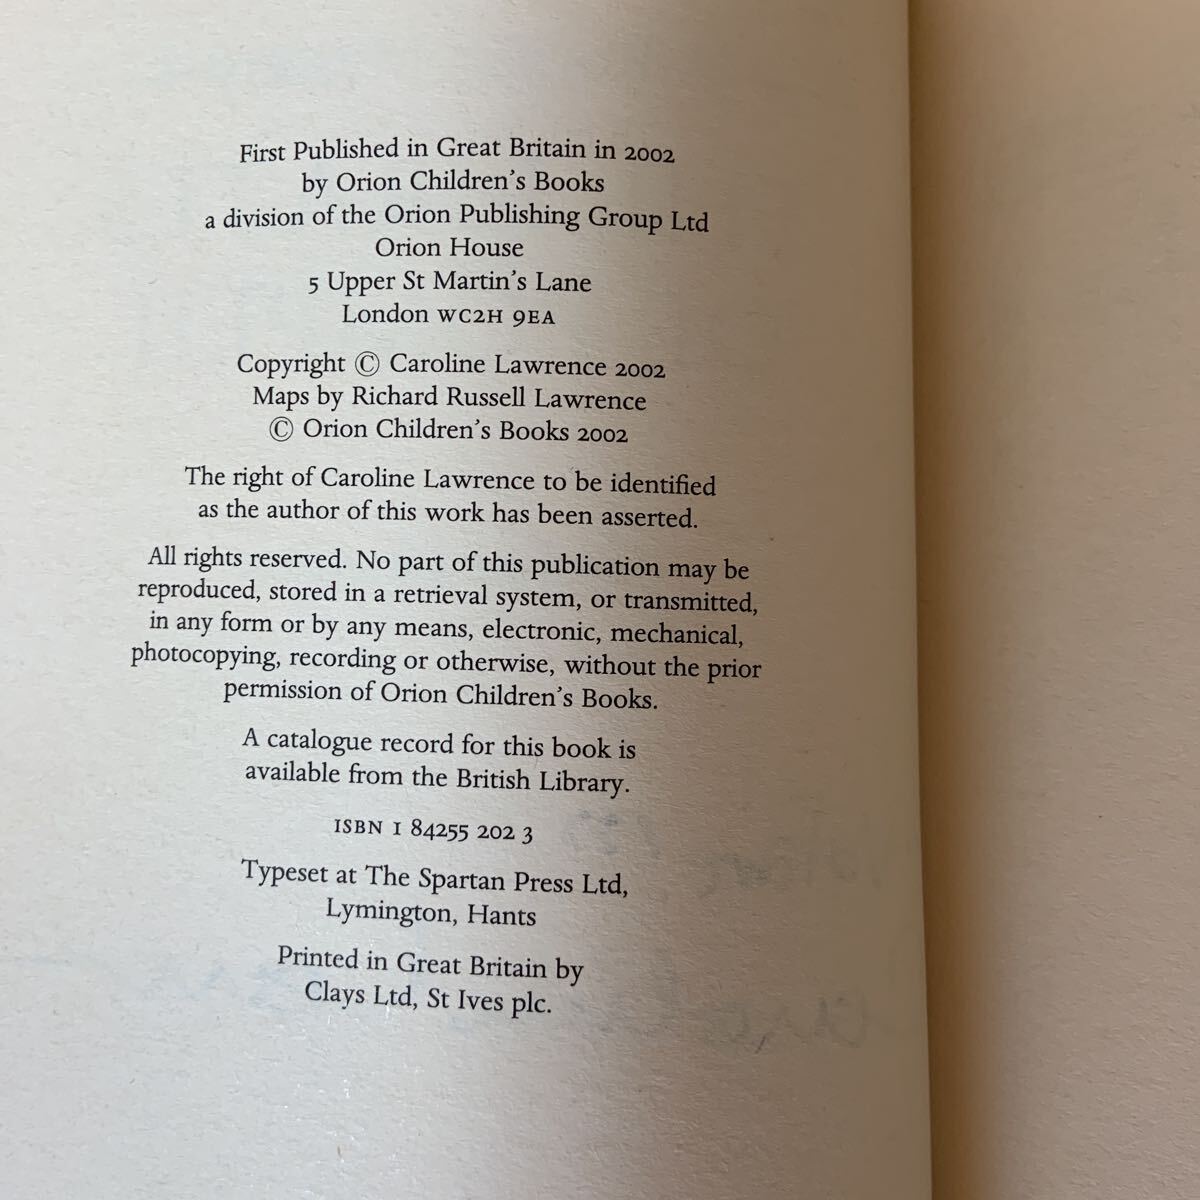 First Published in Great Britain in 2002
by Orion Children's Books
a division of the Orion Publishing Group Ltd
Orion House
5 Upper St Martin's Lane
London WC2H 9EA
Copyright © Caroline Lawrence 2002
Maps by Richard Russell Lawrence
© Orion Children's Books 2002
The right of Caroline Lawrence to be identified
as the author of this work has been asserted.
All rights reserved. No part of this publication may be
reproduced, stored in a retrieval system, or transmitted,
in any form or by any means, electronic, mechanical,
photocopying, recording or otherwise, without the prior
permission of Orion Children's Books.
A catalogue record for this book is
available from the British Library.
ISBN 1 84255 202 3
Typeset at The Spartan Press Ltd,
Lymington, Hants
Printed in Great Britain by
Clays Ltd, St Ives plc.